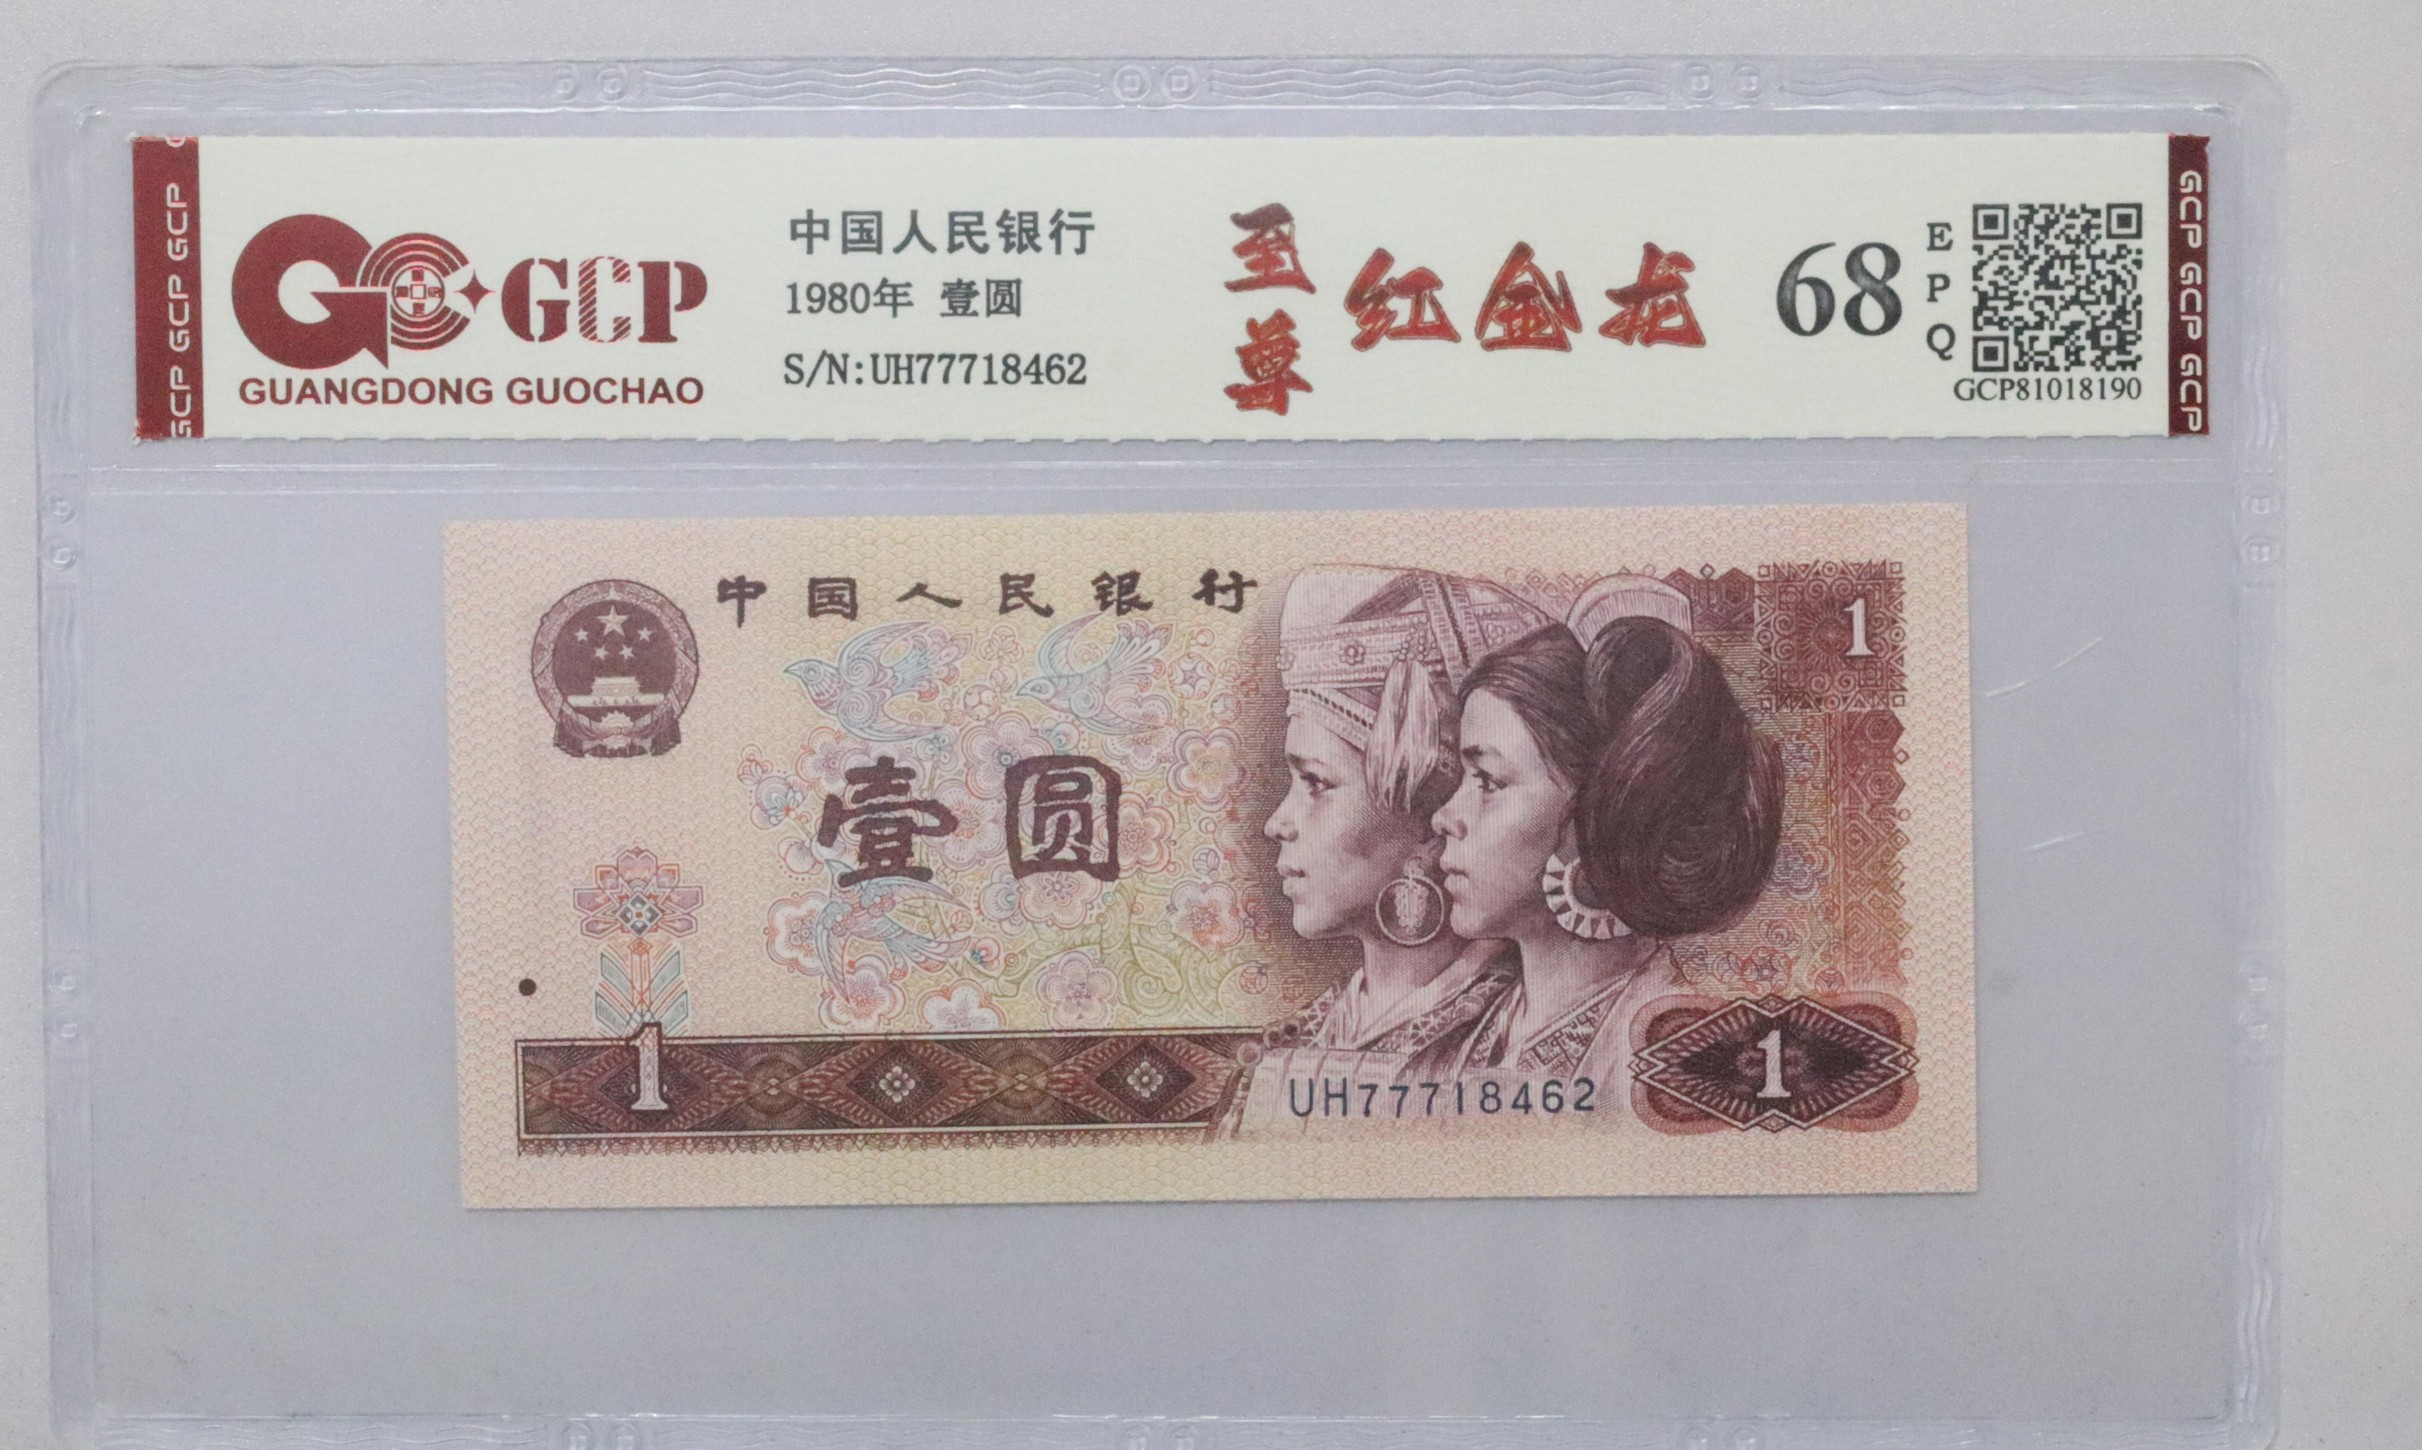 GCP GCP GCP
GCP
GUANGDONG GUOCHAO
中国人民银行
1980年 壹圆
S/N:UH77718462
至尊
红金龙
68
EPQ
GCP81018190
GCP GCP GCP
中国人民银行
1
壹圆
1
UH77718462
1